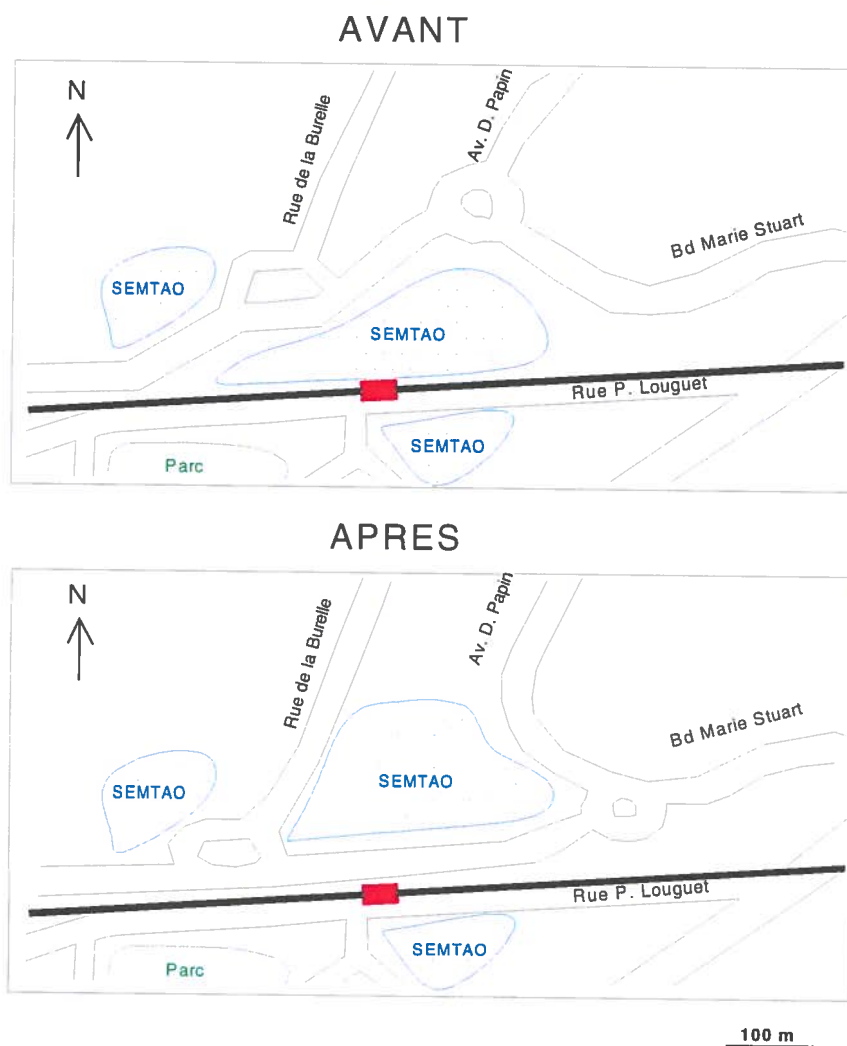 AVANT
N
Rue de la Burelle
Av. D. Papin
Bd Marie Stuart
SEMTAO
SEMTAO
Rue P. Louguet
SEMTAO
Parc
APRES
N
Rue de la Burelle
Av. D. Papin
Bd Marie Stuart
SEMTAO
SEMTAO
Rue P. Louguet
SEMTAO
Parc
100 m